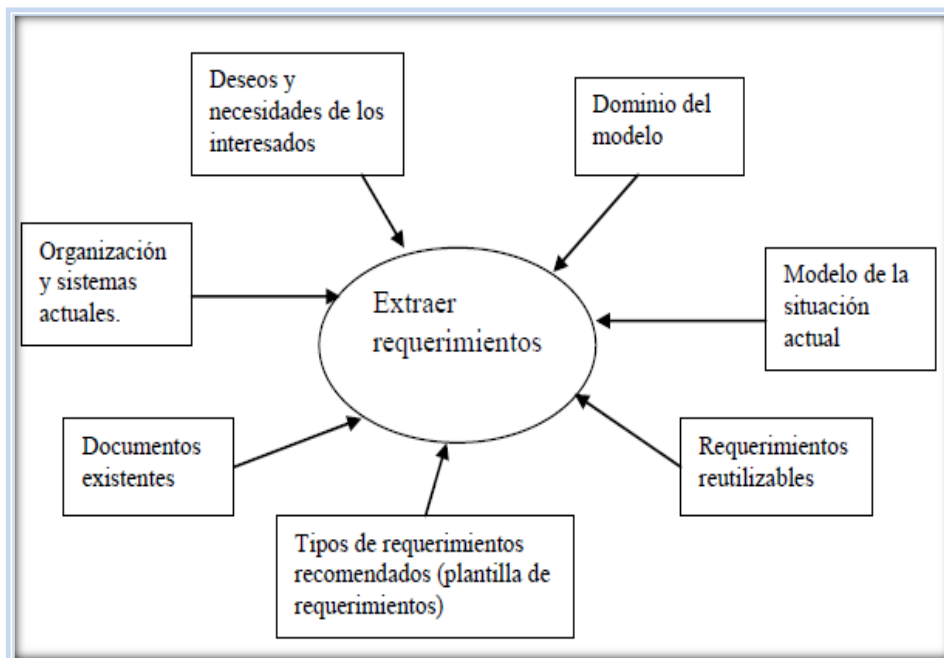 Deseos y
necesidades de los
interesados
Dominio del
modelo
Organización
y sistemas
actuales.
Extraer
requerimientos
Modelo de la
situación
actual
Documentos
existentes
Requerimientos
reutilizables
Tipos de requerimientos
recomendados (plantilla de
requerimientos)